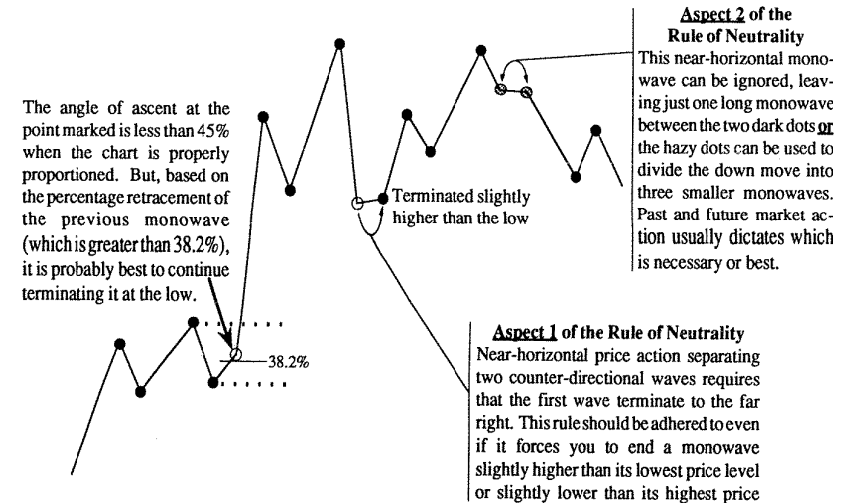 Aspect 2 of the
Rule of Neutrality
This near-horizontal mono-
wave can be ignored, leav-
ing just one long monowave
between the two dark dots or
the hazy dots can be used to
divide the down move into
three smaller monowaves.
Past and future market ac-
tion usually dictates which
is necessary or best.
The angle of ascent at the
point marked is less than 45%
when the chart is properly
proportioned. But, based on
the percentage retracement of
the previous monowave
(which is greater than 38.2%),
it is probably best to continue
terminating it at the low.
Terminated slightly
higher than the low
38.2%
Aspect 1 of the Rule of Neutrality
Near-horizontal price action separating
two counter-directional waves requires
that the first wave terminate to the far
right. This rule should be adhered to even
if it forces you to end a monowave
slightly higher than its lowest price level
or slightly lower than its highest price